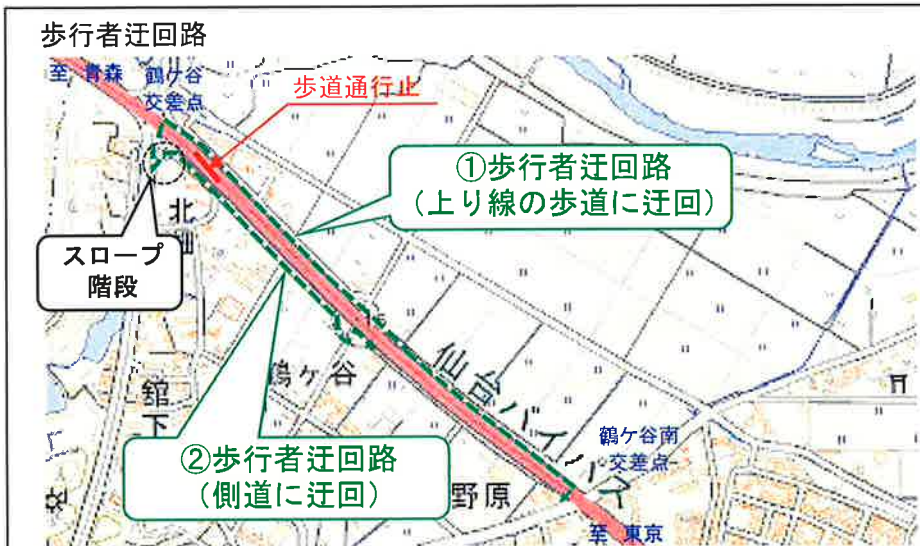 歩行者迂回路
至 青森
鶴ケ谷
交差点
歩道通行止
①歩行者迂回路
(上り線の歩道に迂回)
スロープ
階段
鶴ケ谷
舘下
仙台バイパス
②歩行者迂回路
(側道に迂回)
野原
鶴ケ谷南
交差点
至 東京